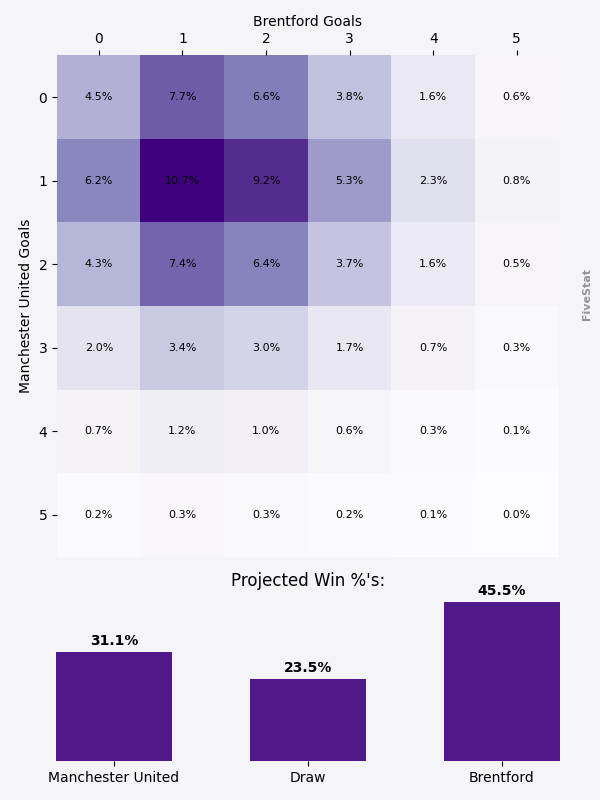 Brentford Goals
0 1 2 3 4 5
0 4.5% 7.7% 6.6% 3.8% 1.6% 0.6%
1 6.2% 10.7% 9.2% 5.3% 2.3% 0.8%
2 4.3% 7.4% 6.4% 3.7% 1.6% 0.5%
3 2.0% 3.4% 3.0% 1.7% 0.7% 0.3%
4 0.7% 1.2% 1.0% 0.6% 0.3% 0.1%
5 0.2% 0.3% 0.3% 0.2% 0.1% 0.0%
Manchester United Goals
FiveStat
Projected Win %'s:
31.1% 23.5% 45.5%
Manchester United Draw Brentford